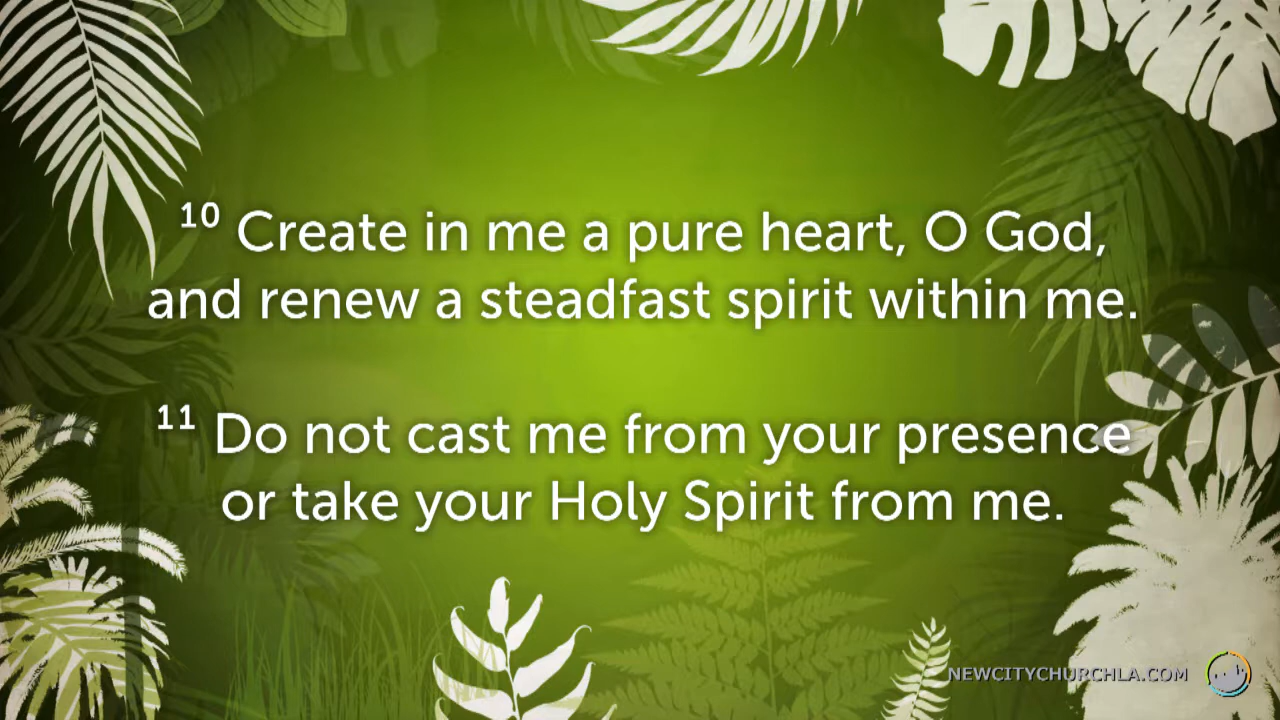 10 Create in me a pure heart, O God,
and renew a steadfast spirit within me.
11 Do not cast me from your presence
or take your Holy Spirit from me.
NEWCITYCHURCHLA.COM